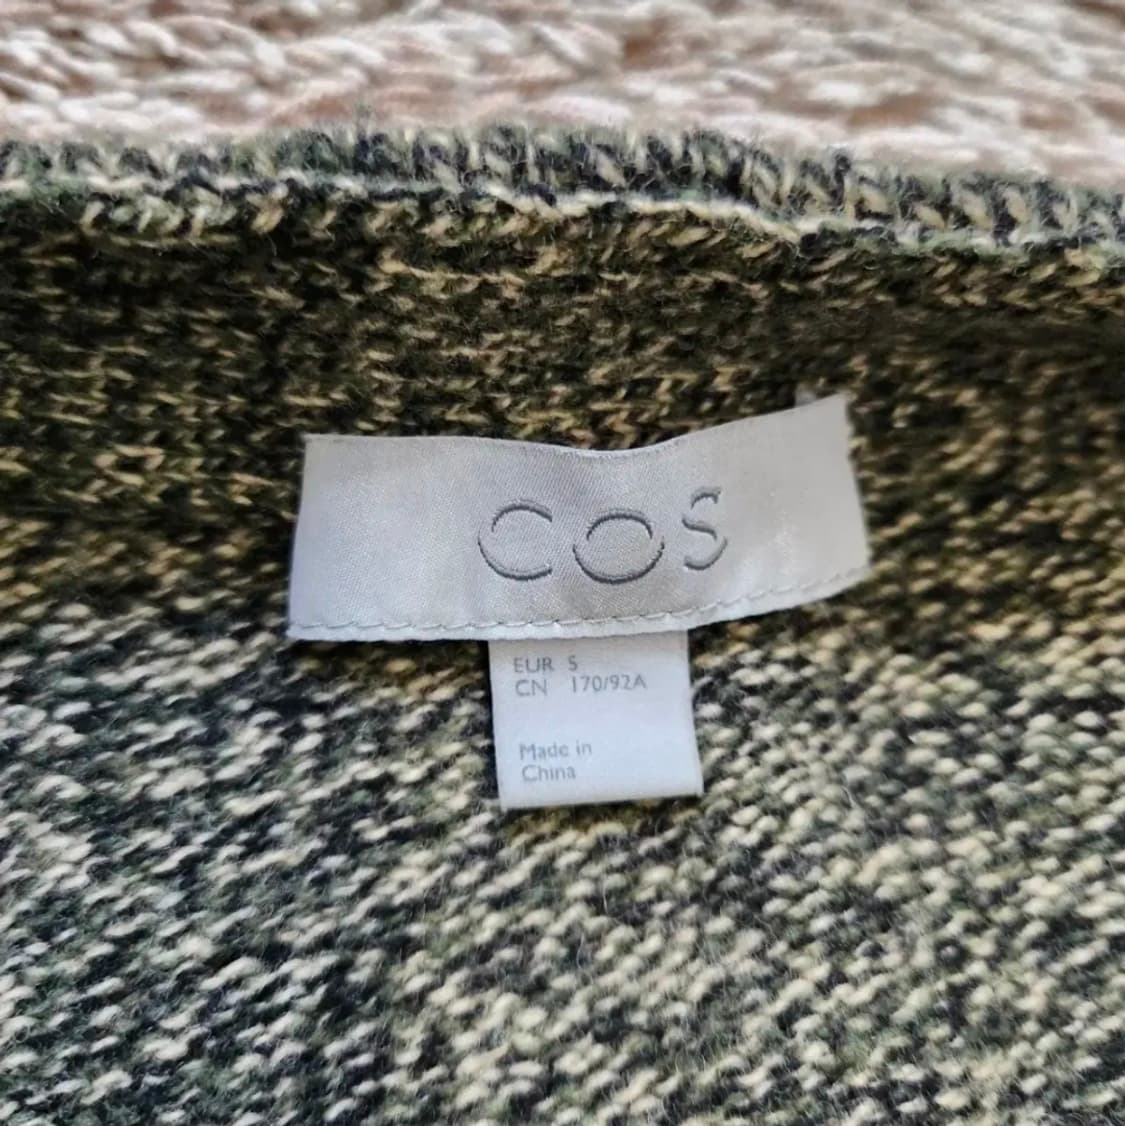 COS
EUR S
CN 170/92A
Made in
China